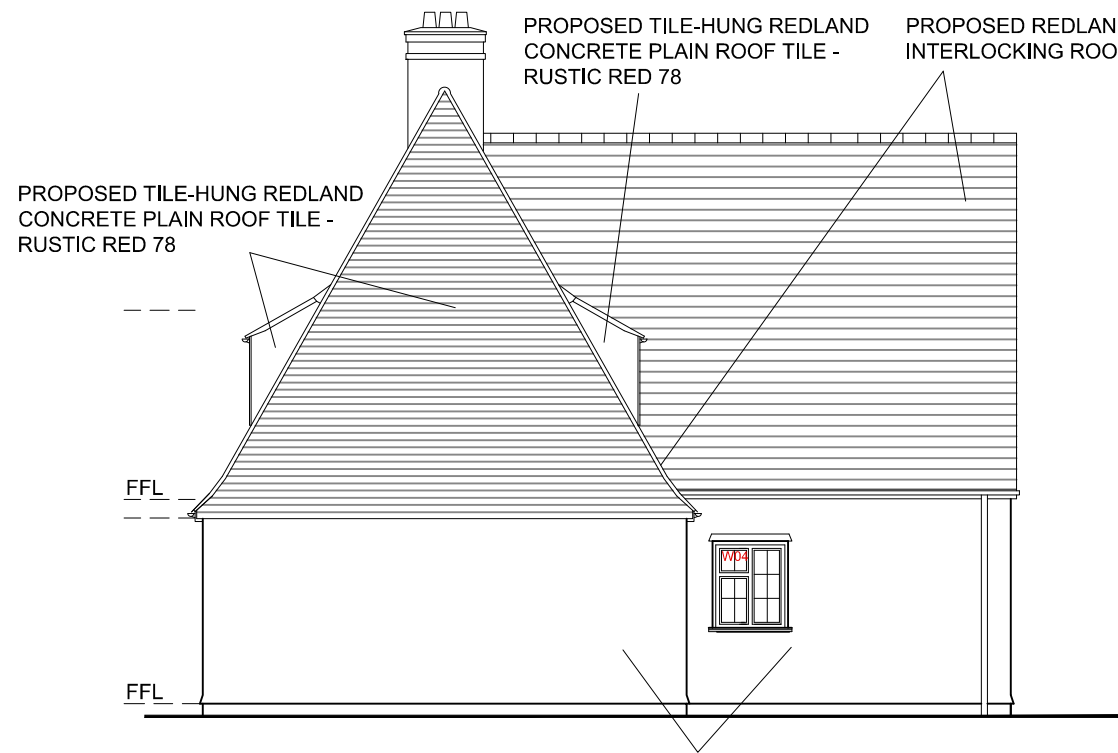 PROPOSED TILE-HUNG REDLAND
CONCRETE PLAIN ROOF TILE -
RUSTIC RED 78
PROPOSED REDLAN
INTERLOCKING ROO
PROPOSED TILE-HUNG REDLAND
CONCRETE PLAIN ROOF TILE -
RUSTIC RED 78
FFL
W04
FFL